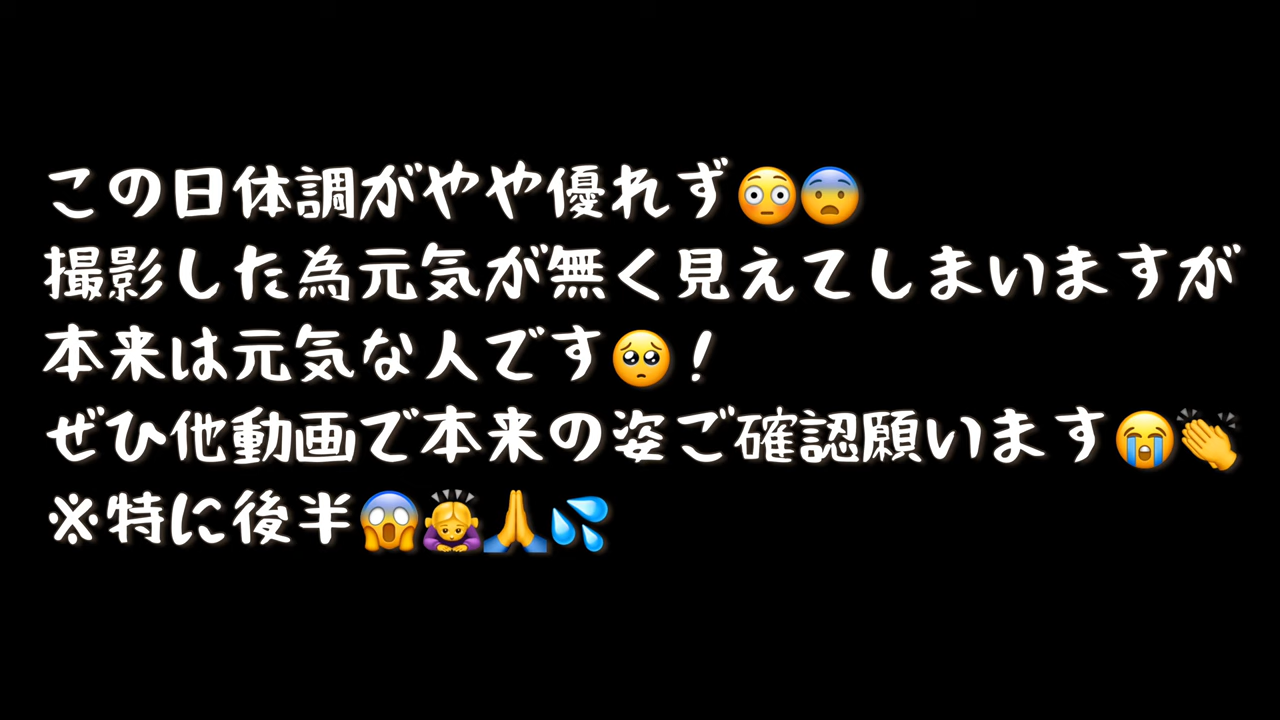 この日体調がやや優れず😳😨
撮影した為元気が無く見えてしまいますが
本来は元気な人です🥺！
ぜひ他動画で本来の姿ご確認願います😭👏
※特に後半😱🙇‍♀️🙏💦